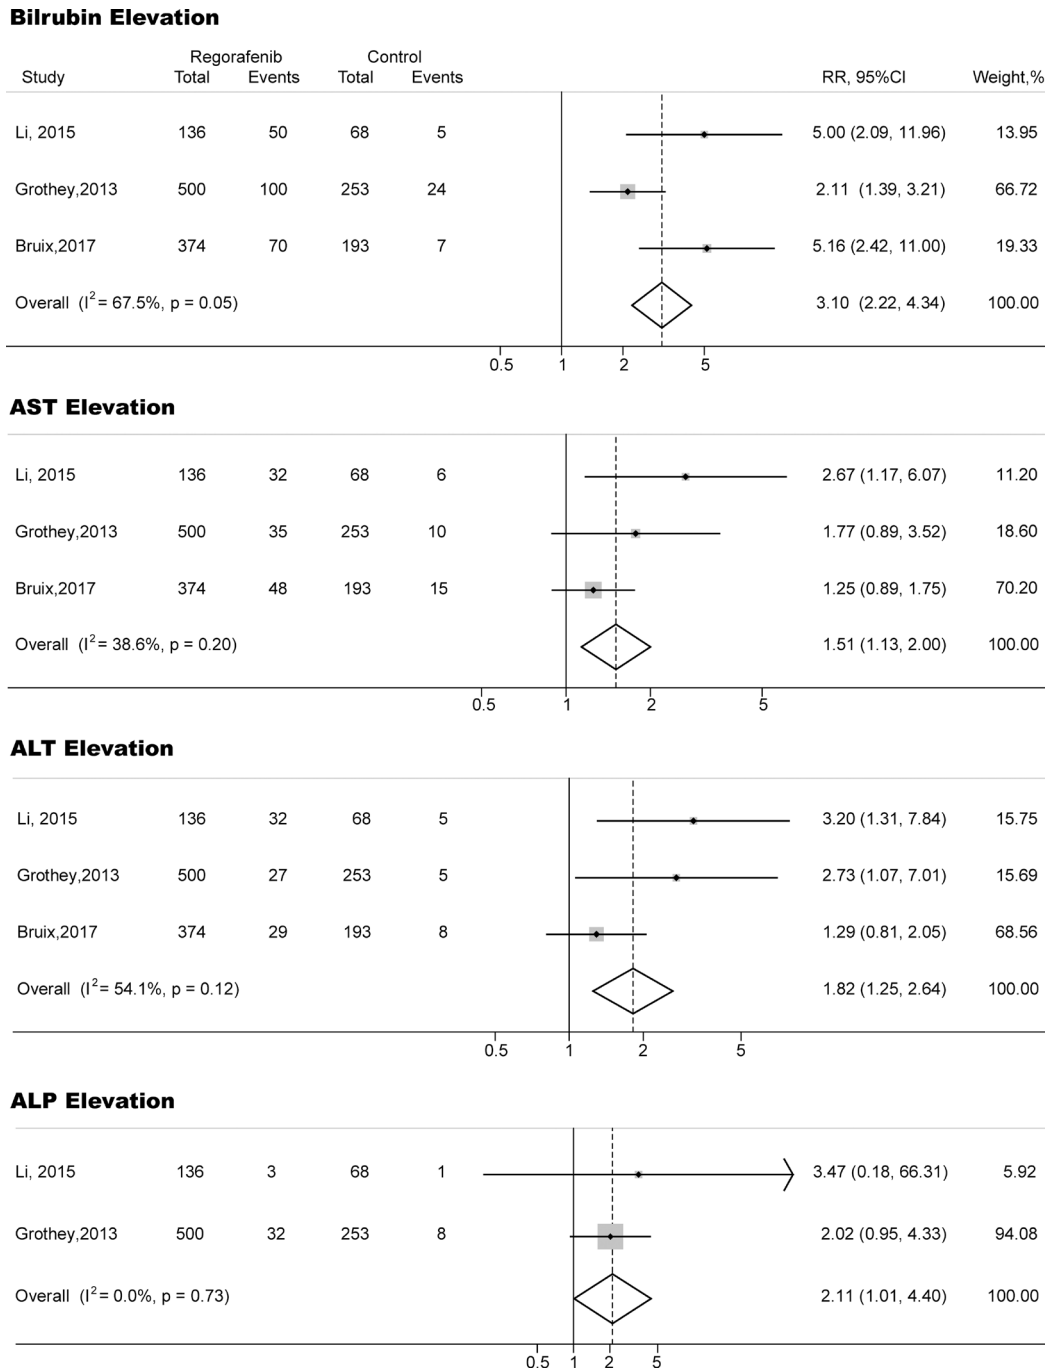 Bilrubin Elevation
Regorafenib Control
Study Total Events Total Events RR, 95%CI Weight,%
Li, 2015 136 50 68 5 5.00 (2.09, 11.96) 13.95
Grothey,2013 500 100 253 24 2.11 (1.39, 3.21) 66.72
Bruix,2017 374 70 193 7 5.16 (2.42, 11.00) 19.33
Overall (I2= 67.5%, p = 0.05) 3.10 (2.22, 4.34) 100.00
0.5 1 2 5
AST Elevation
Li, 2015 136 32 68 6 2.67 (1.17, 6.07) 11.20
Grothey,2013 500 35 253 10 1.77 (0.89, 3.52) 18.60
Bruix,2017 374 48 193 15 1.25 (0.89, 1.75) 70.20
Overall (I2= 38.6%, p = 0.20) 1.51 (1.13, 2.00) 100.00
0.5 1 2 5
ALT Elevation
Li, 2015 136 32 68 5 3.20 (1.31, 7.84) 15.75
Grothey,2013 500 27 253 5 2.73 (1.07, 7.01) 15.69
Bruix,2017 374 29 193 8 1.29 (0.81, 2.05) 68.56
Overall (I2= 54.1%, p = 0.12) 1.82 (1.25, 2.64) 100.00
0.5 1 2 5
ALP Elevation
Li, 2015 136 3 68 1 3.47 (0.18, 66.31) 5.92
Grothey,2013 500 32 253 8 2.02 (0.95, 4.33) 94.08
Overall (I2= 0.0%, p = 0.73) 2.11 (1.01, 4.40) 100.00
0.5 1 2 5